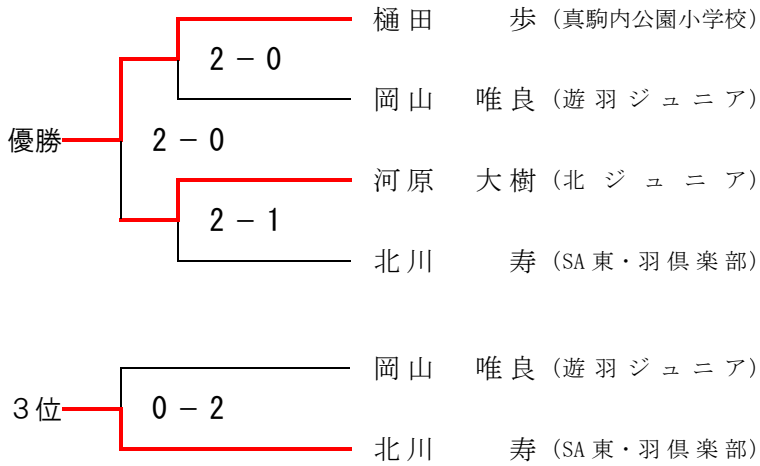 樋田 歩 (真駒内公園小学校)
2 － 0
岡山 唯良 (遊羽ジュニア)
優勝
2 － 0
河原 大樹 (北ジュニア)
2 － 1
北川 寿 (SA東・羽倶楽部)
岡山 唯良 (遊羽ジュニア)
３位
0 － 2
北川 寿 (SA東・羽倶楽部)